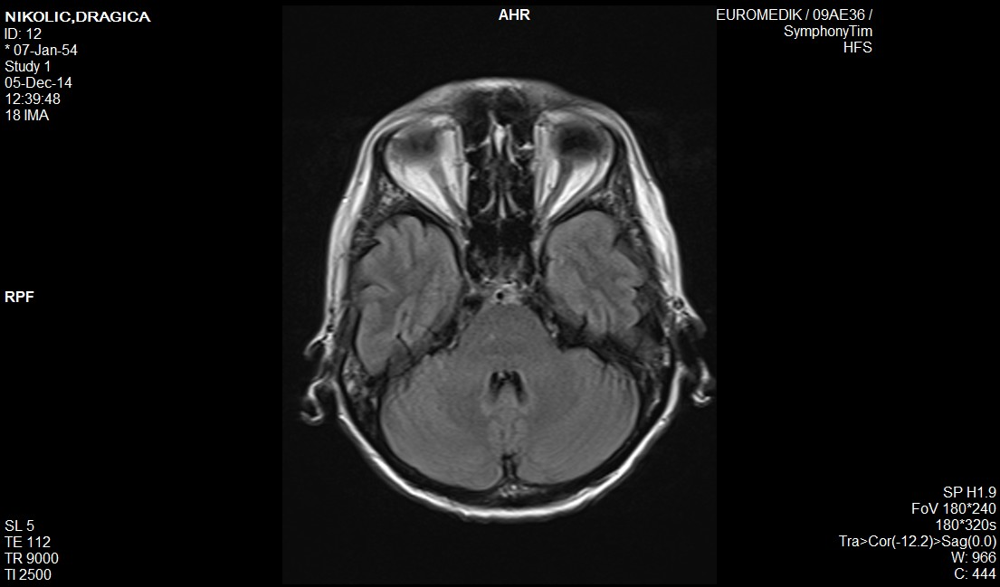 NIKOLIC,DRAGICA
ID: 12
* 07-Jan-54
Study 1
05-Dec-14
12:39:48
18 IMA
AHR
EUROMEDIK / 09AE36 /
SymphonyTim
HFS
RPF
SL 5
TE 112
TR 9000
TI 2500
SP H1.9
FoV 180*240
180*320s
Tra>Cor(-12.2)>Sag(0.0)
W: 966
C: 444